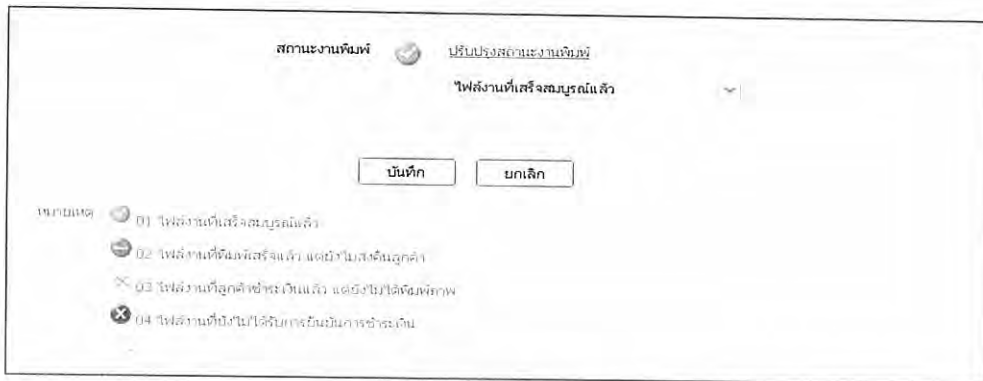 สถานะงานพิมพ์ ปรับปรุงสถานะงานพิมพ์
ไฟล์งานที่เสร็จสมบูรณ์แล้ว
บันทึก ยกเลิก
หมายเหตุ 01 ไฟล์งานที่เสร็จสมบูรณ์แล้ว
02 ไฟล์งานที่พิมพ์เสร็จแล้ว แต่ยังไม่ส่งคืนลูกค้า
03 ไฟล์งานที่ลูกค้าชำระเงินแล้ว แต่ยังไม่ได้พิมพ์ภาพ
04 ไฟล์งานที่ยังไม่ได้รับการยืนยันการชำระเงิน